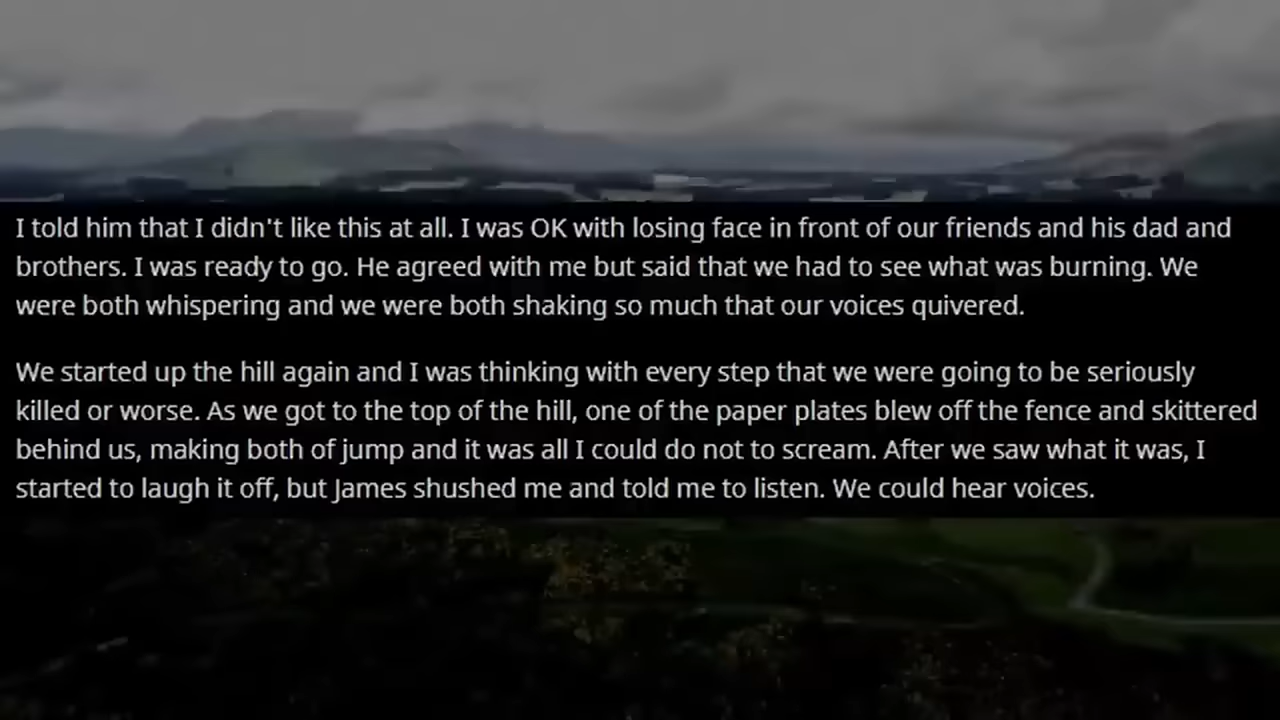 I told him that I didn't like this at all. I was OK with losing face in front of our friends and his dad and
brothers. I was ready to go. He agreed with me but said that we had to see what was burning. We
were both whispering and we were both shaking so much that our voices quivered.
We started up the hill again and I was thinking with every step that we were going to be seriously
killed or worse. As we got to the top of the hill, one of the paper plates blew off the fence and skittered
behind us, making both of jump and it was all I could do not to scream. After we saw what it was, I
started to laugh it off, but James shushed me and told me to listen. We could hear voices.